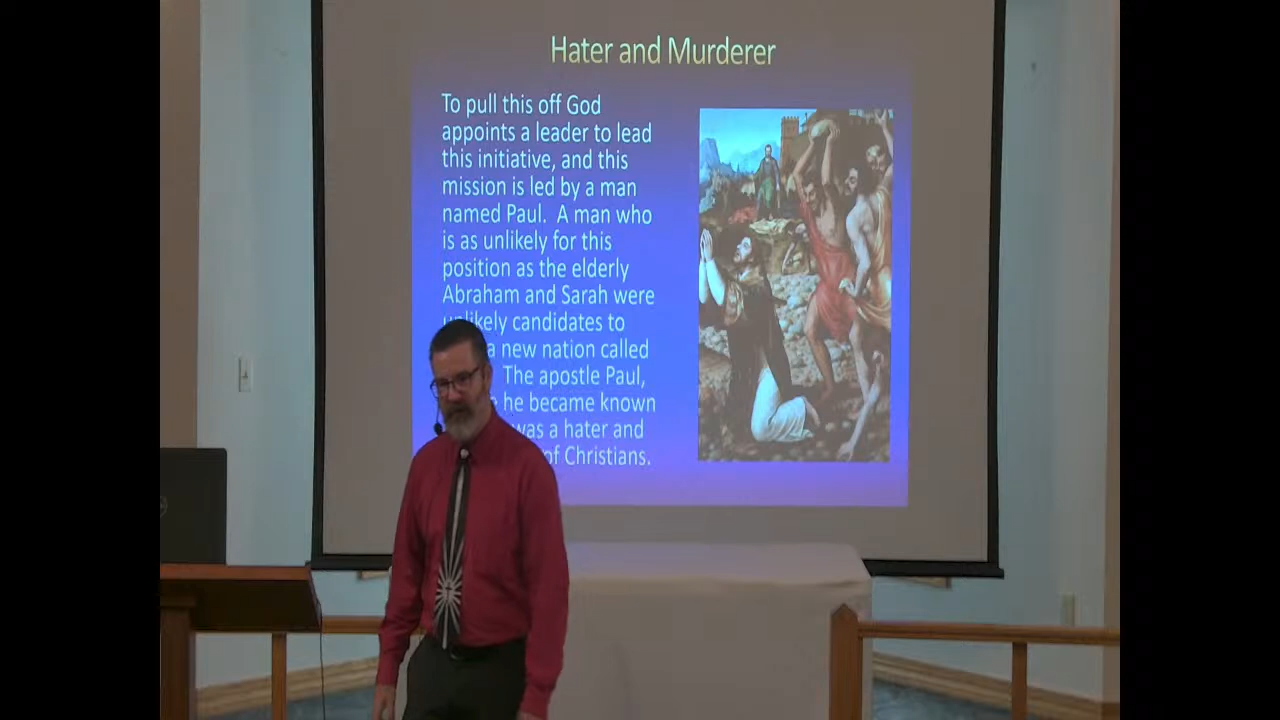 Hater and Murderer
To pull this off God
appoints a leader to lead
this initiative, and this
mission is led by a man
named Paul. A man who
is as unlikely for this
position as the elderly
Abraham and Sarah were
unlikely candidates to
a new nation called
The apostle Paul,
he became known
was a hater and
of Christians.